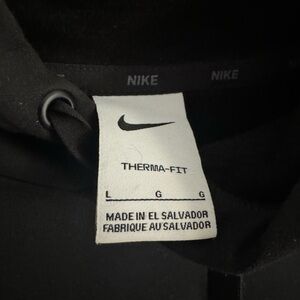 NIKE NIKE
THERMA-FIT
L G G
MADE IN EL SALVADOR
FABRIQUE AU SALVADOR